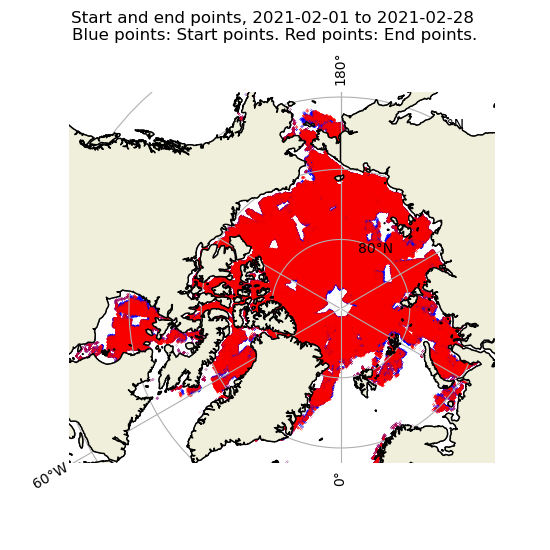 Start and end points, 2021-02-01 to 2021-02-28
Blue points: Start points. Red points: End points.
180°
80°N
60°W
0°